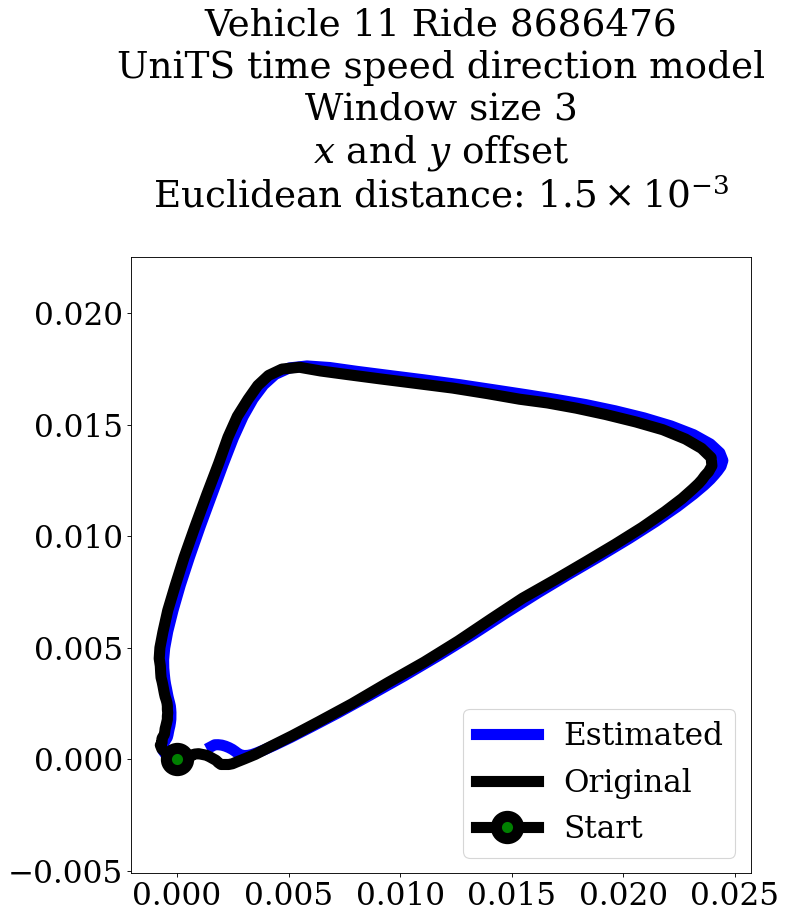 Vehicle 11 Ride 8686476
UniTS time speed direction model
Window size 3
x and y offset
Euclidean distance: 1.5 × 10⁻³
0.020
0.015
0.010
0.005
0.000
−0.005
0.000 0.005 0.010 0.015 0.020 0.025
Estimated
Original
Start